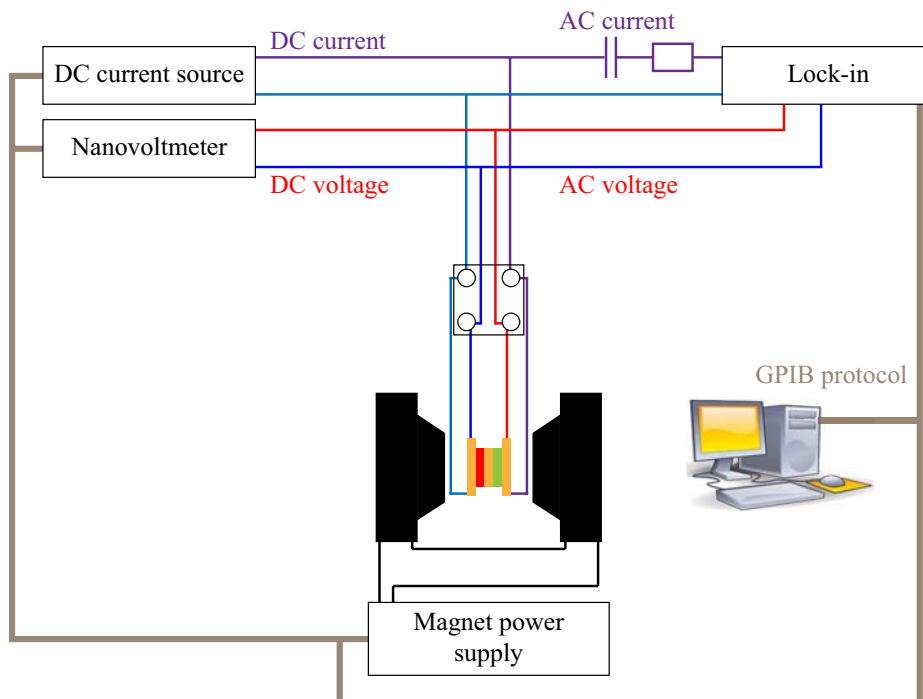 DC current
AC current
DC current source
Lock-in
Nanovoltmeter
DC voltage
AC voltage
GPIB protocol
Magnet power
supply